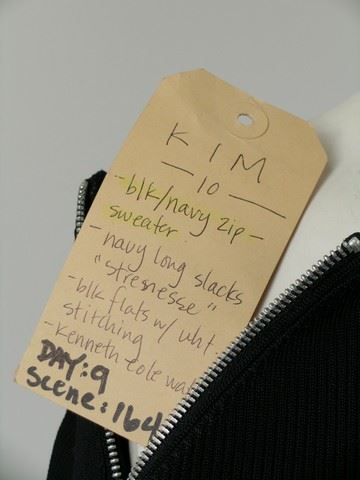 KIM
— 10 —
- blk/navy zip -
sweater
- navy long slacks
"stresnesse"
- blk flats w/ wht
stitching
- Kenneth Cole
DAY: 9
Scene: 164